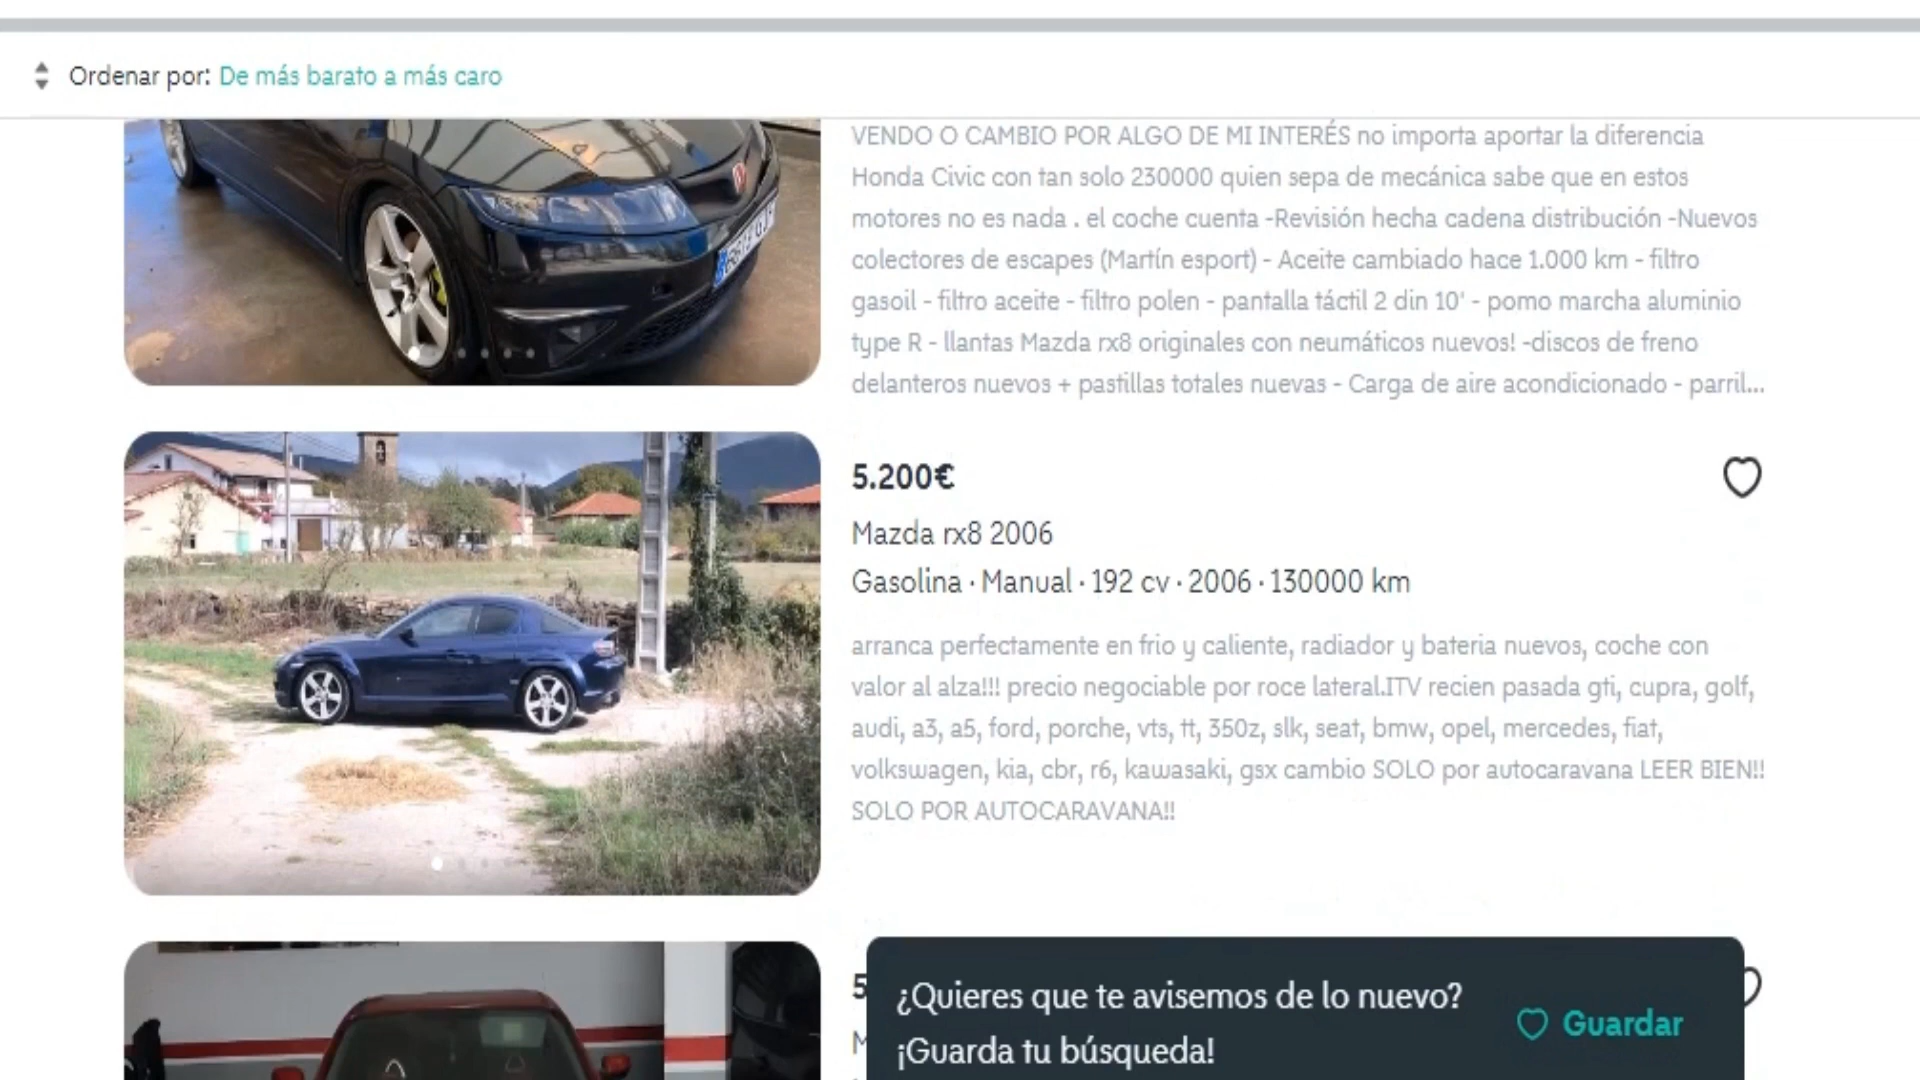 Ordenar por: De más barato a más caro
VENDO O CAMBIO POR ALGO DE MI INTERÉS no importa aportar la diferencia
Honda Civic con tan solo 230000 quien sepa de mecánica sabe que en estos
motores no es nada . el coche cuenta -Revisión hecha cadena distribución -Nuevos
colectores de escapes (Martín esport) - Aceite cambiado hace 1.000 km - filtro
gasoil - filtro aceite - filtro polen - pantalla táctil 2 din 10' - pomo marcha aluminio
type R - llantas Mazda rx8 originales con neumáticos nuevos! -discos de freno
delanteros nuevos + pastillas totales nuevas - Carga de aire acondicionado - parril...
5.200€
Mazda rx8 2006
Gasolina · Manual · 192 cv · 2006 · 130000 km
arranca perfectamente en frio y caliente, radiador y bateria nuevos, coche con
valor al alza!!! precio negociable por roce lateral.ITV recien pasada gti, cupra, golf,
audi, a3, a5, ford, porche, vts, tt, 350z, slk, seat, bmw, opel, mercedes, fiat,
volkswagen, kia, cbr, r6, kawasaki, gsx cambio SOLO por autocaravana LEER BIEN!!
SOLO POR AUTOCARAVANA!!
5
M
¿Quieres que te avisemos de lo nuevo?
¡Guarda tu búsqueda!
Guardar